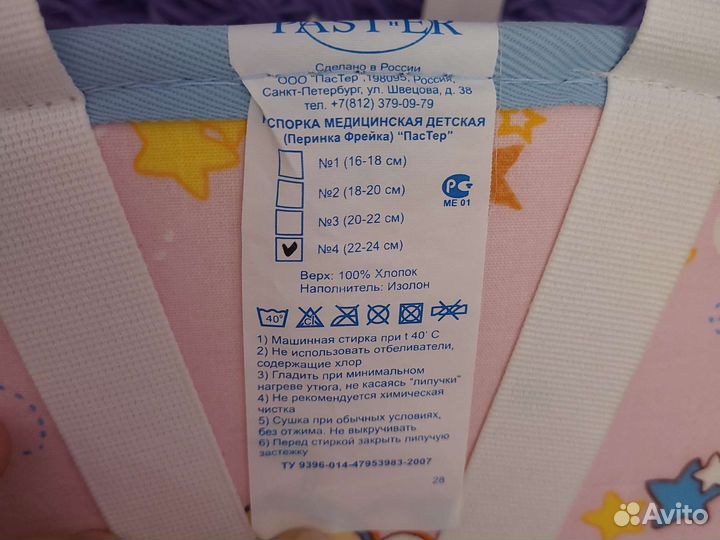 PASTER
Сделано в России
ООО "ПасТер", 198095, Россия,
Санкт-Петербург, ул. Швецова, д. 38
тел. +7(812) 379-09-79
СПОРКА МЕДИЦИНСКАЯ ДЕТСКАЯ
(Перинка Фрейка) "ПасТер"
№1 (16-18 см)
№2 (18-20 см)
РС
МЕ 01
№3 (20-22 см)
№4 (22-24 см)
Верх: 100% Хлопок
Наполнитель: Изолон
40° Cl
1) Машинная стирка при t 40° С
2) Не использовать отбеливатели,
содержащие хлор
3) Гладить при минимальном
нагреве утюга, не касаясь "липучки"
4) Не рекомендуется химическая
чистка
5) Сушка при обычных условиях,
без отжима. Не выкручивать
6) Перед стиркой закрыть липучую
застежку
ТУ 9396-014-47953983-2007
28
Avito